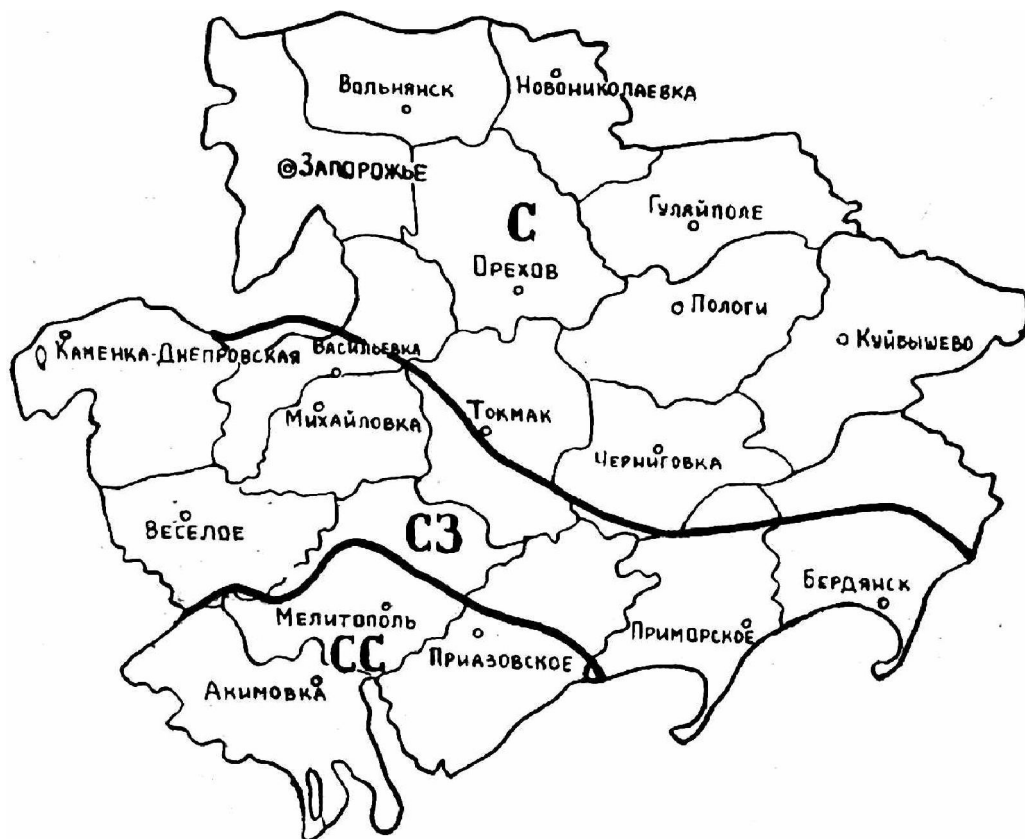 Вольнянск
Новониколаевка
Запорожье
Гуляйполе
С
Орехов
Пологи
Куйбышево
Каменка-Днепровская
Васильевка
Михайловка
Токмак
Черниговка
Веселое
СЗ
Бердянск
Мелитополь
Приморское
СС
Приазовское
Акимовка